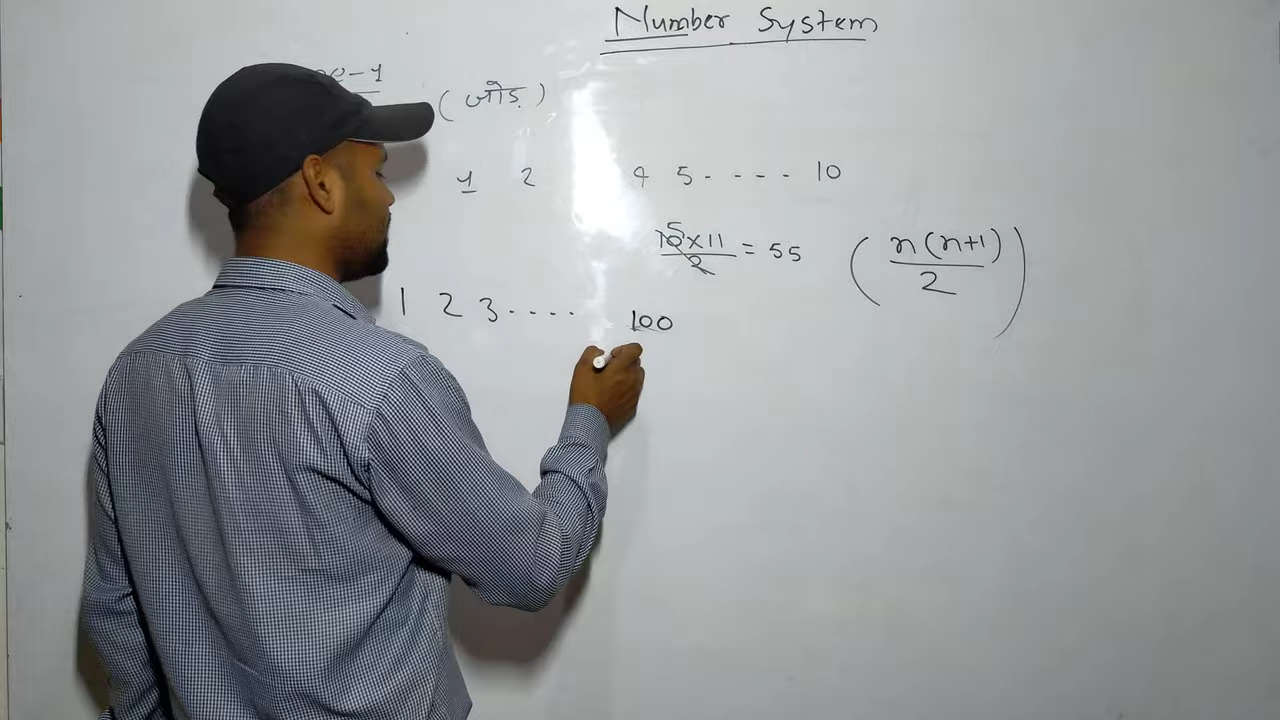 Number System
(जोड़)
1 2 4 5 - - - - 10
10 5 × 11 / 2 = 55 ( n(n+1) / 2 )
1 2 3 - - - - 100